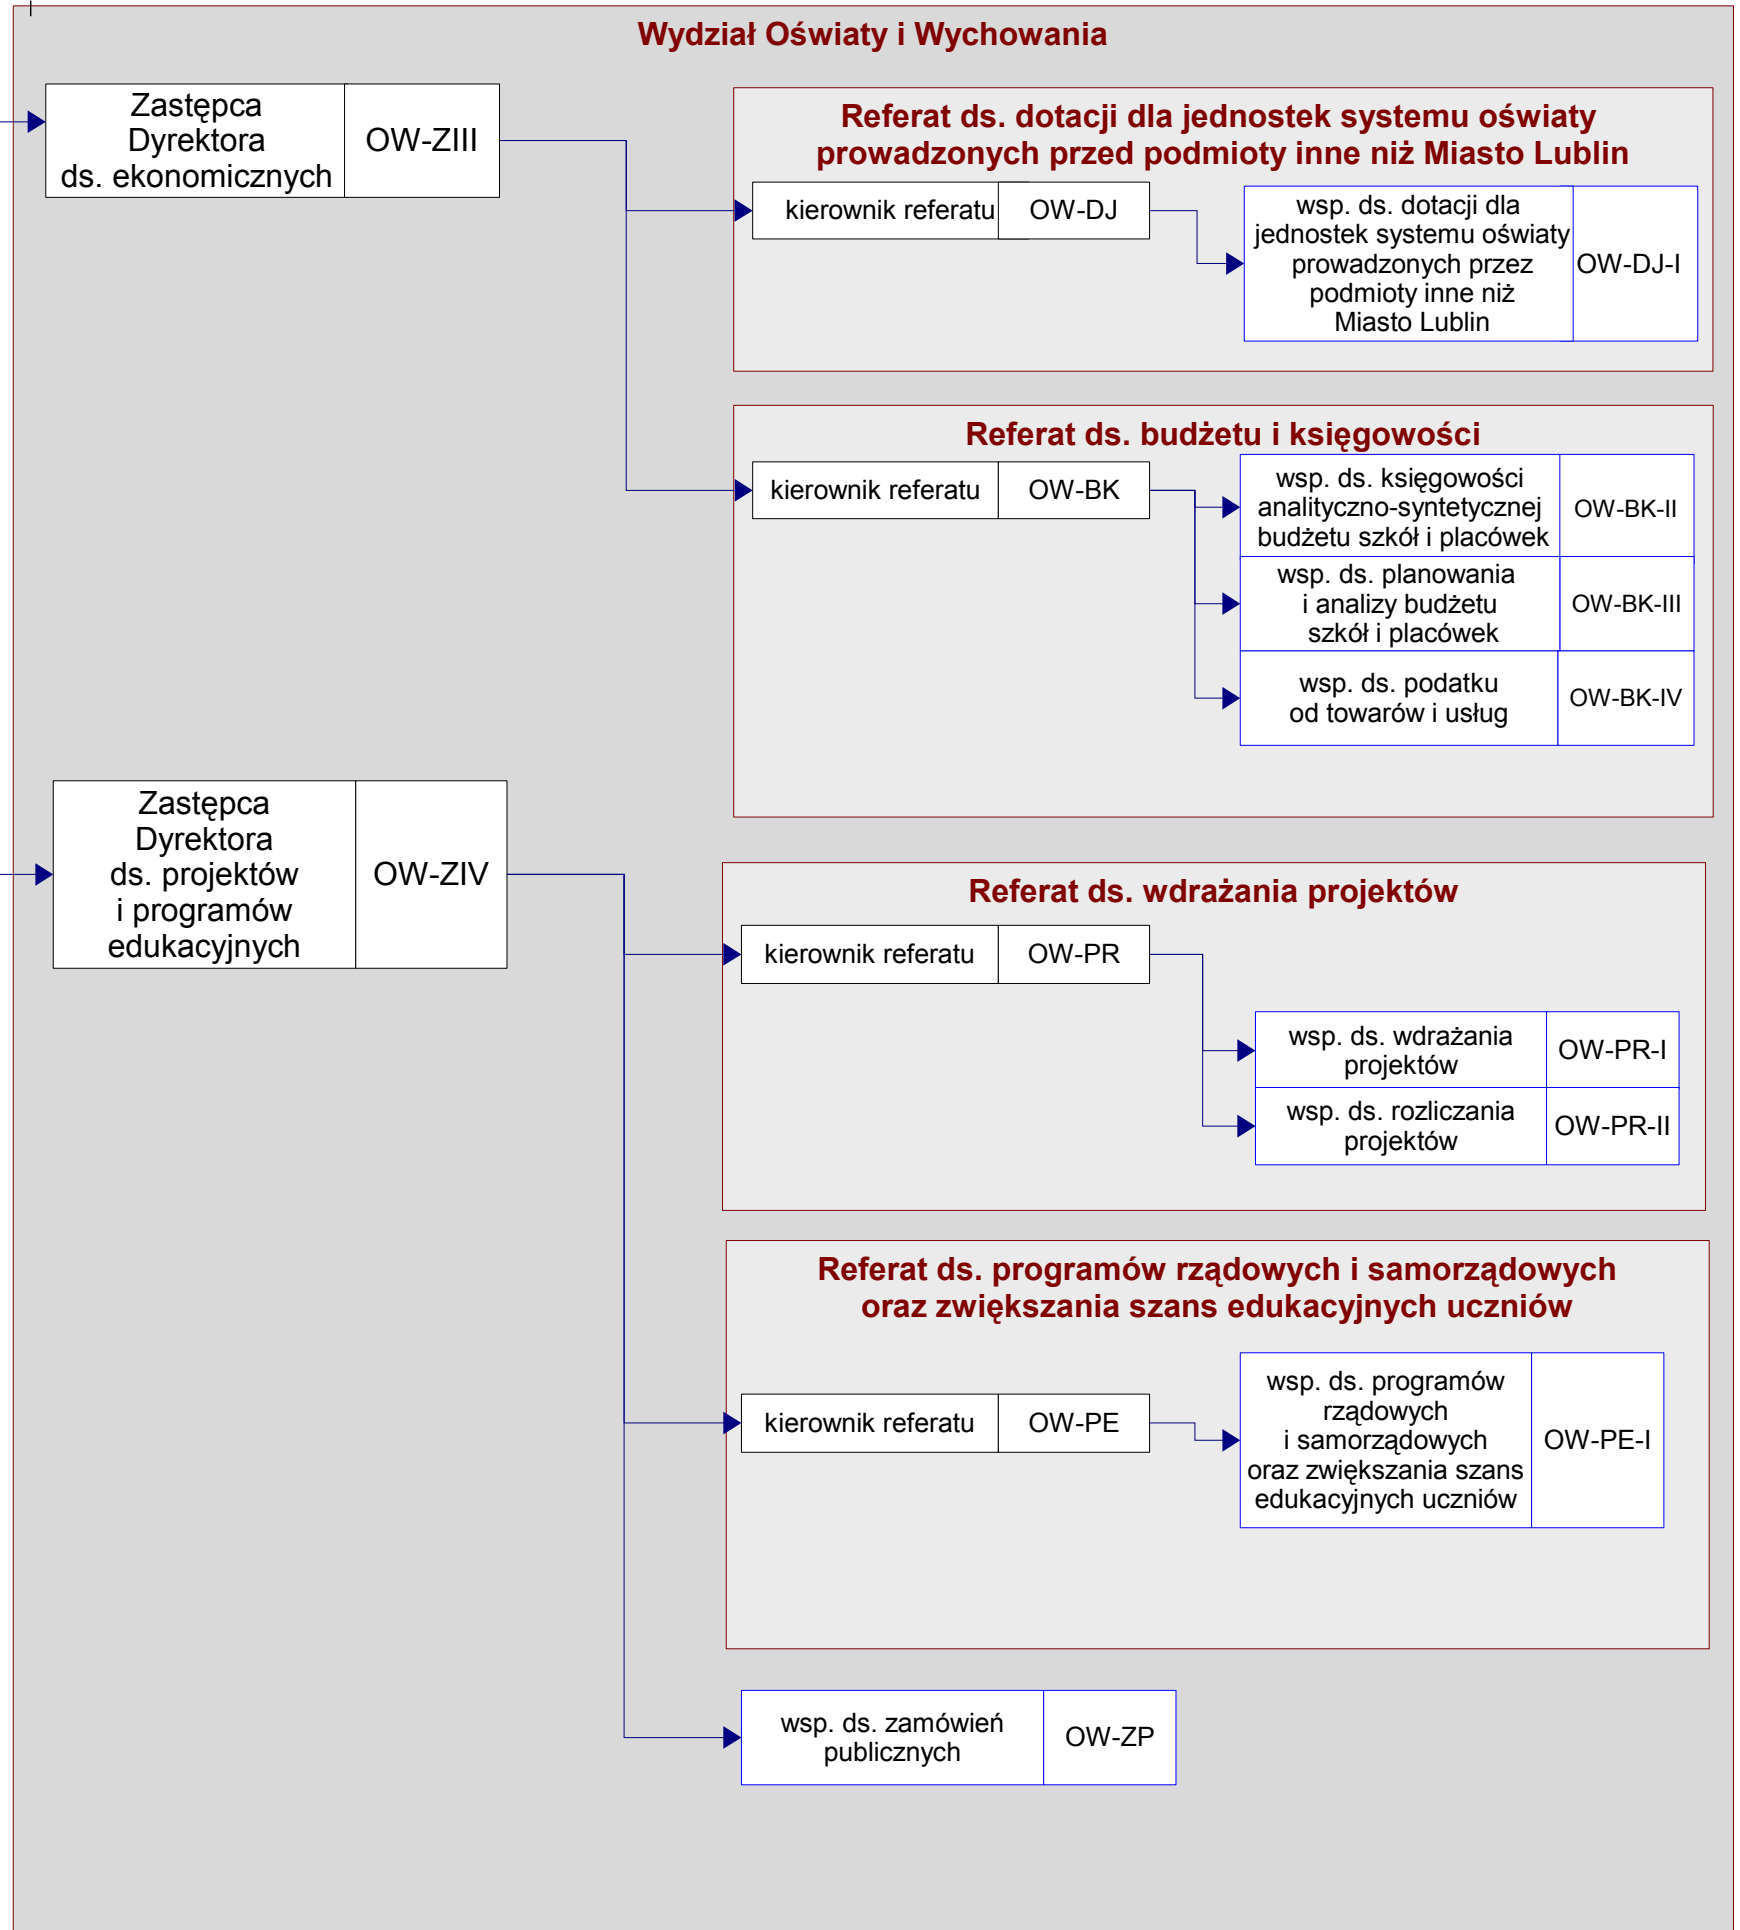 Wydział Oświaty i Wychowania
Zastępca
Dyrektora
ds. ekonomicznych
OW-ZIII
Referat ds. dotacji dla jednostek systemu oświaty
prowadzonych przed podmioty inne niż Miasto Lublin
kierownik referatu
OW-DJ
wsp. ds. dotacji dla
jednostek systemu oświaty
prowadzonych przez
podmioty inne niż
Miasto Lublin
OW-DJ-I
Referat ds. budżetu i księgowości
kierownik referatu
OW-BK
wsp. ds. księgowości
analityczno-syntetycznej
budżetu szkół i placówek
OW-BK-II
wsp. ds. planowania
i analizy budżetu
szkół i placówek
OW-BK-III
wsp. ds. podatku
od towarów i usług
OW-BK-IV
Zastępca
Dyrektora
ds. projektów
i programów
edukacyjnych
OW-ZIV
Referat ds. wdrażania projektów
kierownik referatu
OW-PR
wsp. ds. wdrażania
projektów
OW-PR-I
wsp. ds. rozliczania
projektów
OW-PR-II
Referat ds. programów rządowych i samorządowych
oraz zwiększania szans edukacyjnych uczniów
kierownik referatu
OW-PE
wsp. ds. programów
rządowych
i samorządowych
oraz zwiększania szans
edukacyjnych uczniów
OW-PE-I
wsp. ds. zamówień
publicznych
OW-ZP